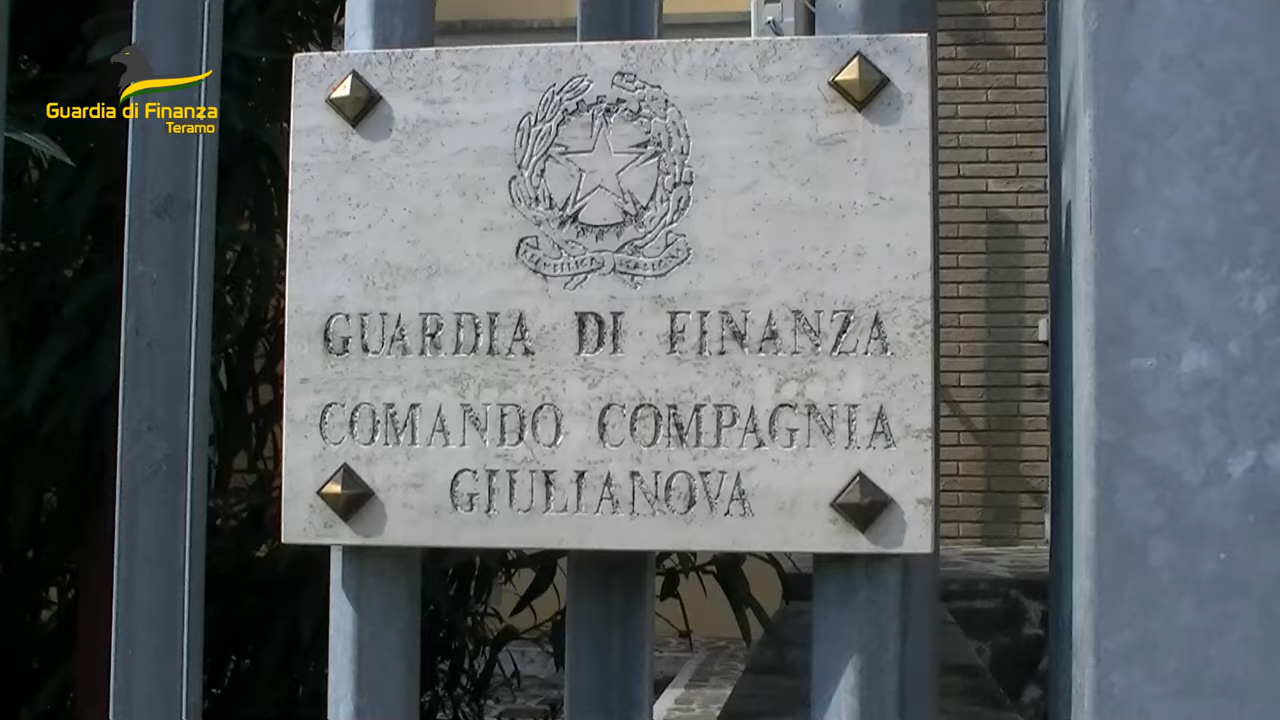 Guardia di Finanza
Teramo
GUARDIA DI FINANZA
COMANDO COMPAGNIA
GIULIANOVA